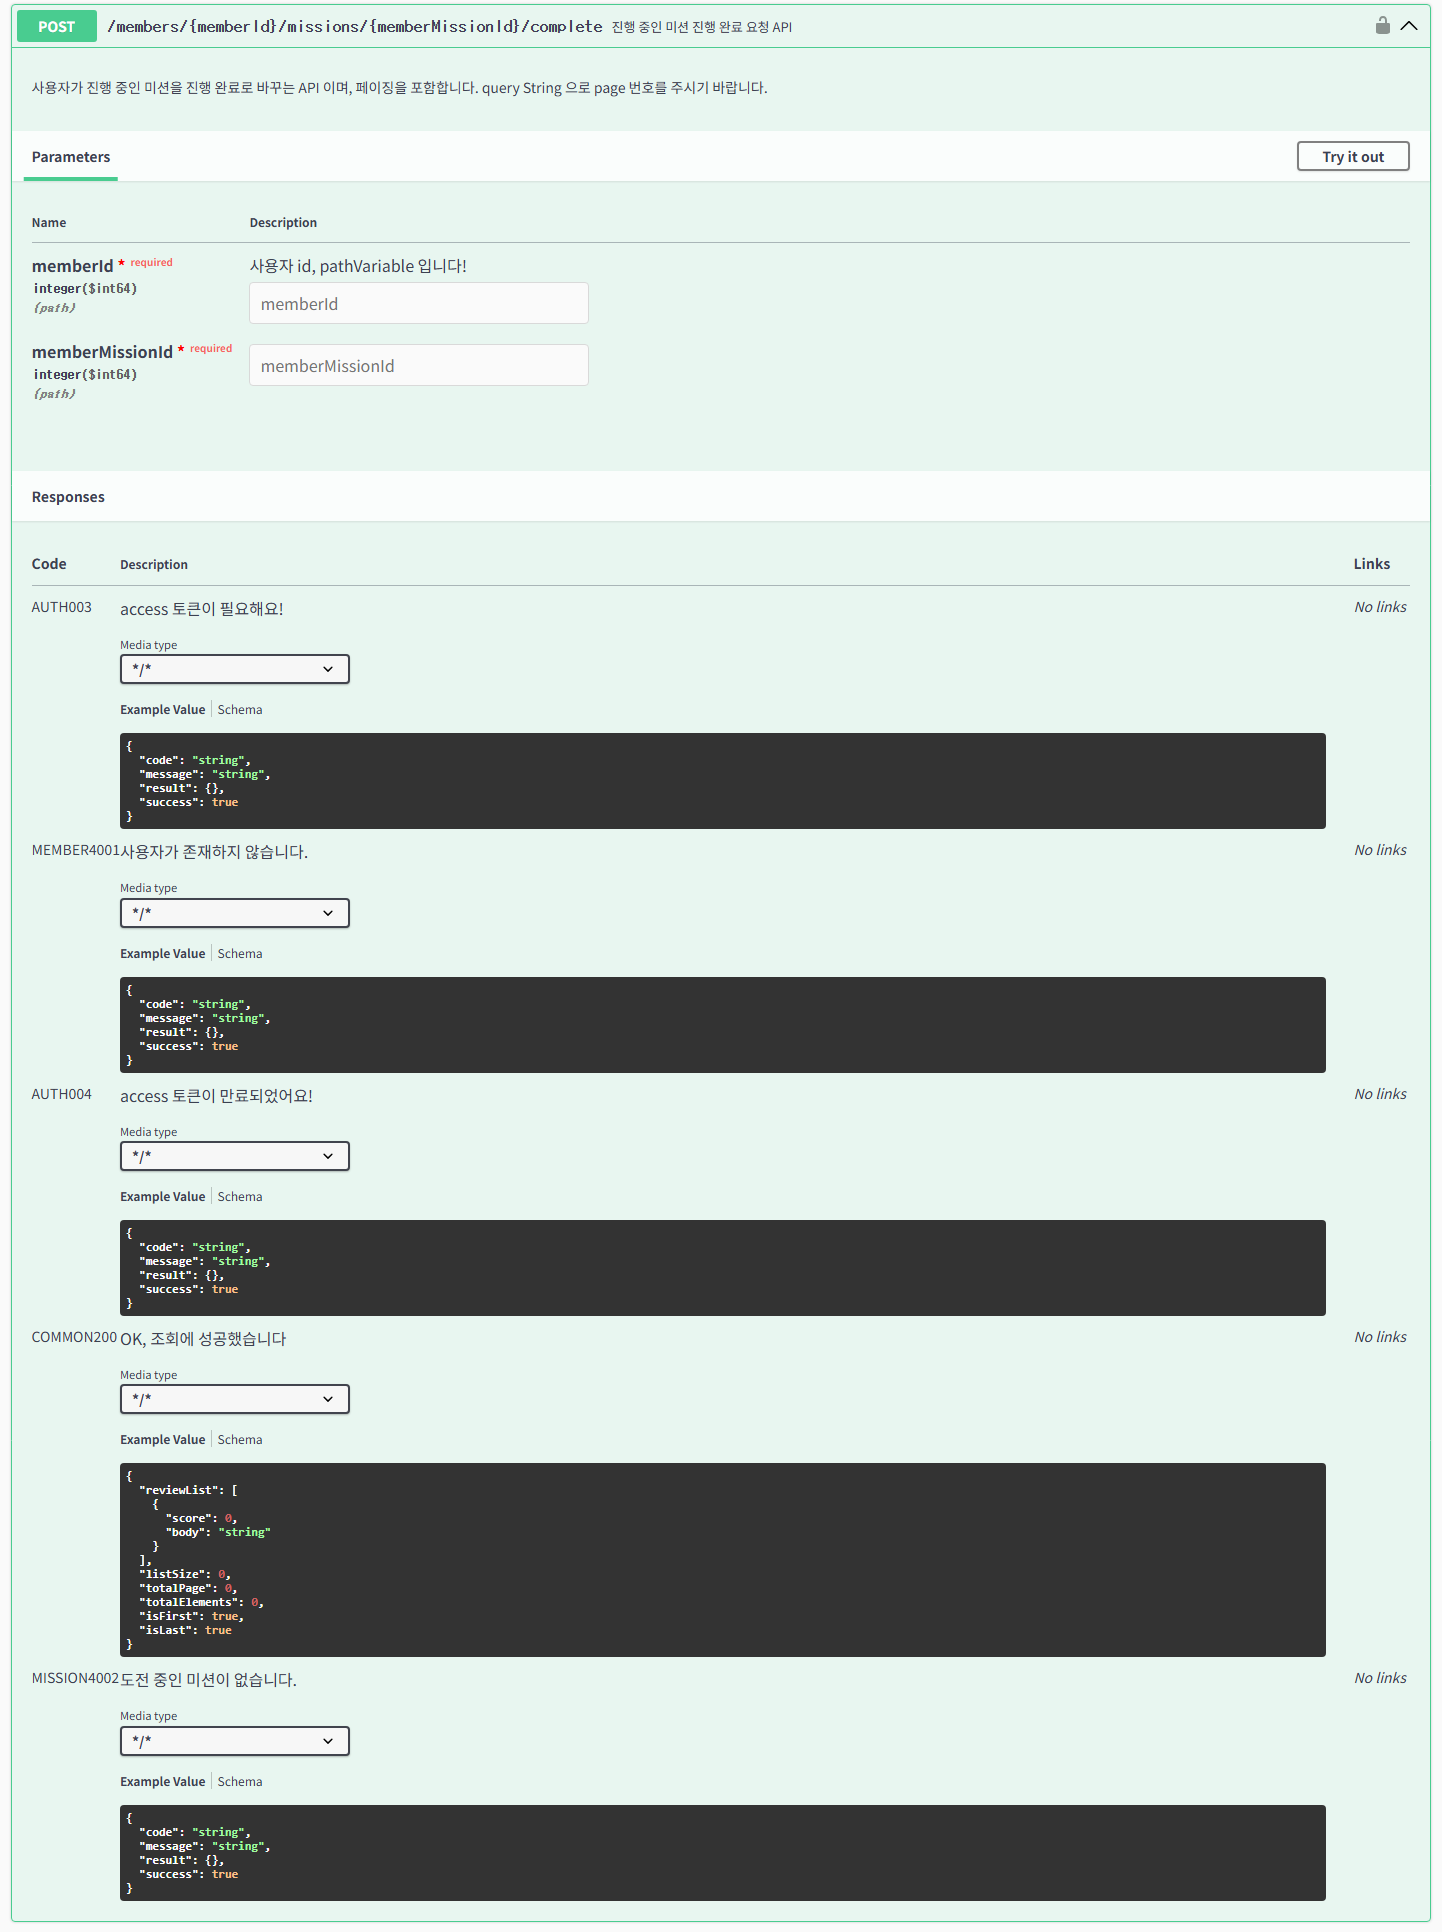 POST /members/{memberId}/missions/{memberMissionId}/complete 진행 중인 미션 진행 완료 요청 API
사용자가 진행 중인 미션을 진행 완료로 바꾸는 API 이며, 페이징을 포함합니다. query String 으로 page 번호를 주시기 바랍니다.
Parameters
Try it out
Name Description
memberId * required
integer($int64)
(path)
사용자 id, pathVariable 입니다!
memberId
memberMissionId * required
integer($int64)
(path)
memberMissionId
Responses
Code Description Links
AUTH003 access 토큰이 필요해요! No links
Media type
*/*
Example Value Schema
{
"code": "string",
"message": "string",
"result": {},
"success": true
}
MEMBER4001 사용자가 존재하지 않습니다. No links
Media type
*/*
Example Value Schema
{
"code": "string",
"message": "string",
"result": {},
"success": true
}
AUTH004 access 토큰이 만료되었어요! No links
Media type
*/*
Example Value Schema
{
"code": "string",
"message": "string",
"result": {},
"success": true
}
COMMON200 OK, 조회에 성공했습니다 No links
Media type
*/*
Example Value Schema
{
"reviewList": [
{
"score": 0,
"body": "string"
}
],
"listSize": 0,
"totalPage": 0,
"totalElements": 0,
"isFirst": true,
"isLast": true
}
MISSION4002 도전 중인 미션이 없습니다. No links
Media type
*/*
Example Value Schema
{
"code": "string",
"message": "string",
"result": {},
"success": true
}